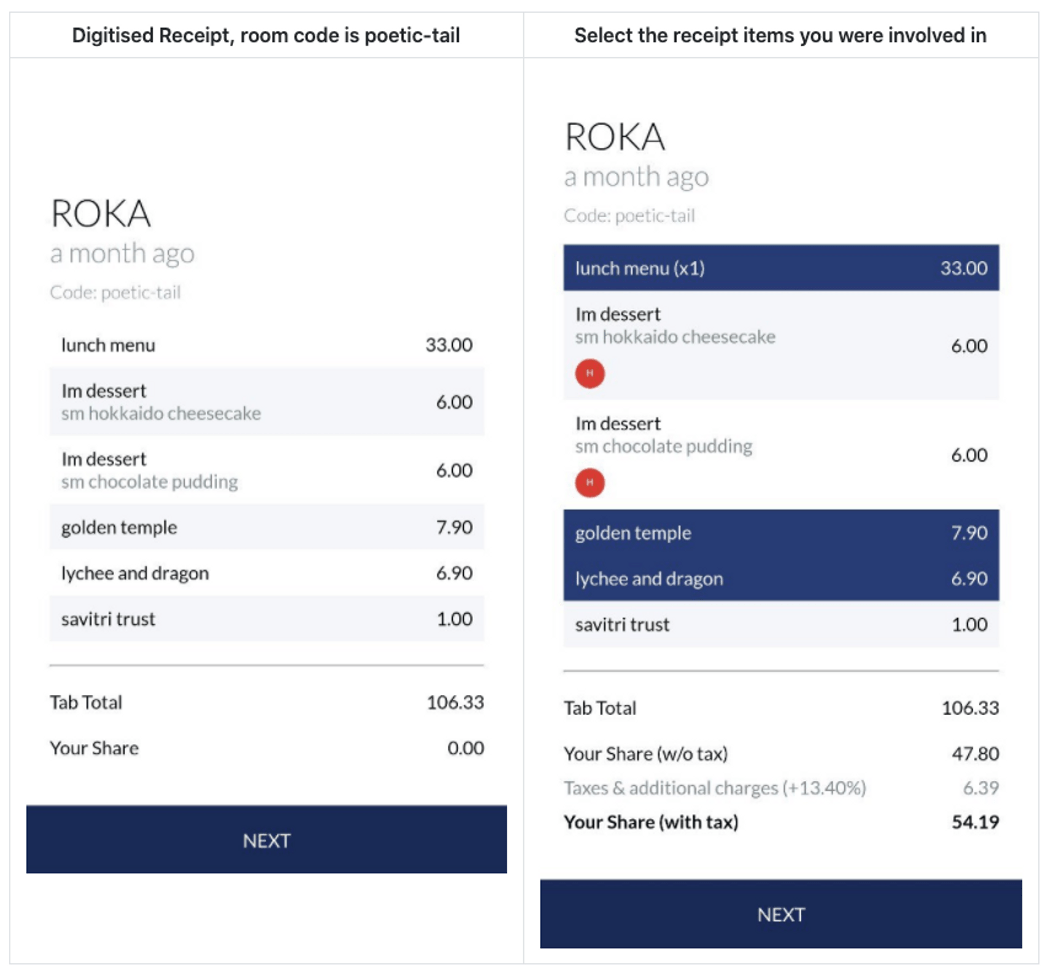 Digitised Receipt, room code is poetic-tail
ROKA
a month ago
Code: poetic-tail
lunch menu 33.00
Im dessert
sm hokkaido cheesecake
6.00
Im dessert
sm chocolate pudding
6.00
golden temple 7.90
lychee and dragon 6.90
savitri trust 1.00
Tab Total 106.33
Your Share 0.00
NEXT
Select the receipt items you were involved in
ROKA
a month ago
Code: poetic-tail
lunch menu (x1) 33.00
Im dessert
sm hokkaido cheesecake
6.00
H
Im dessert
sm chocolate pudding
6.00
H
golden temple 7.90
lychee and dragon 6.90
savitri trust 1.00
Tab Total 106.33
Your Share (w/o tax) 47.80
Taxes & additional charges (+13.40%) 6.39
Your Share (with tax) 54.19
NEXT